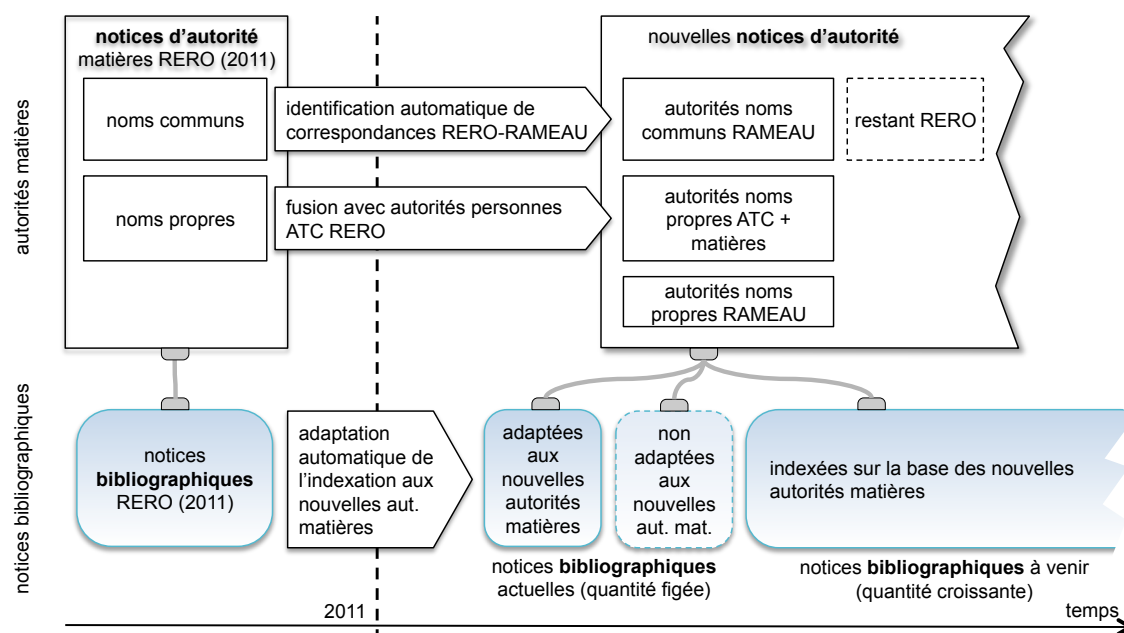 notices d'autorité
matières RERO (2011)
nouvelles notices d'autorité
autorités matières
noms communs
identification automatique de
correspondances RERO-RAMEAU
autorités noms
communs RAMEAU
restant RERO
noms propres
fusion avec autorités personnes
ATC RERO
autorités noms
propres ATC +
matières
autorités noms
propres RAMEAU
notices bibliographiques
notices
bibliographiques
RERO (2011)
adaptation
automatique de
l'indexation aux
nouvelles aut.
matières
adaptées
aux
nouvelles
autorités
matières
non
adaptées
aux
nouvelles
aut. mat.
indexées sur la base des nouvelles
autorités matières
notices bibliographiques
actuelles (quantité figée)
notices bibliographiques à venir
(quantité croissante)
2011
temps